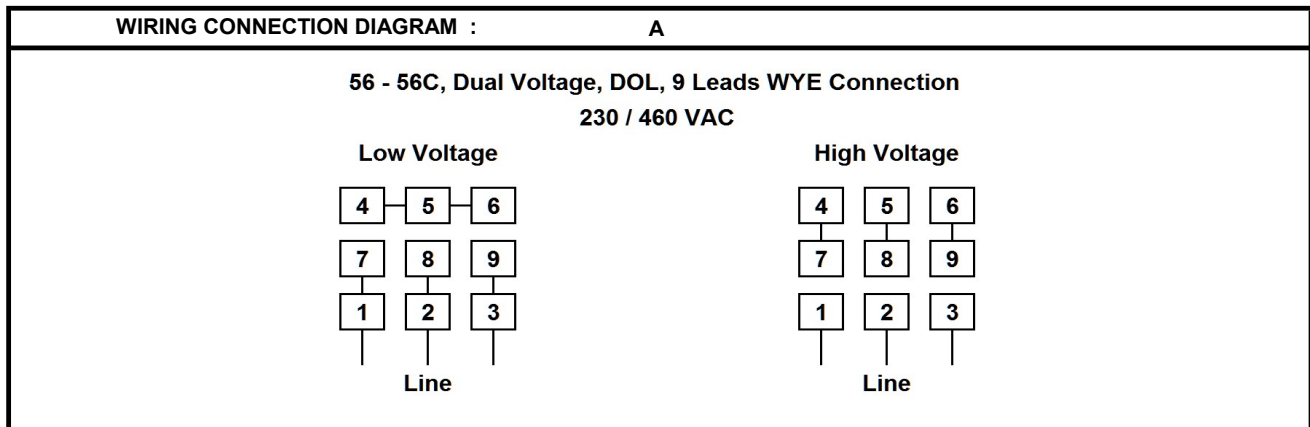 WIRING CONNECTION DIAGRAM : A
56 - 56C, Dual Voltage, DOL, 9 Leads WYE Connection
230 / 460 VAC
Low Voltage
4 5 6
7 8 9
1 2 3
Line
High Voltage
4 5 6
7 8 9
1 2 3
Line